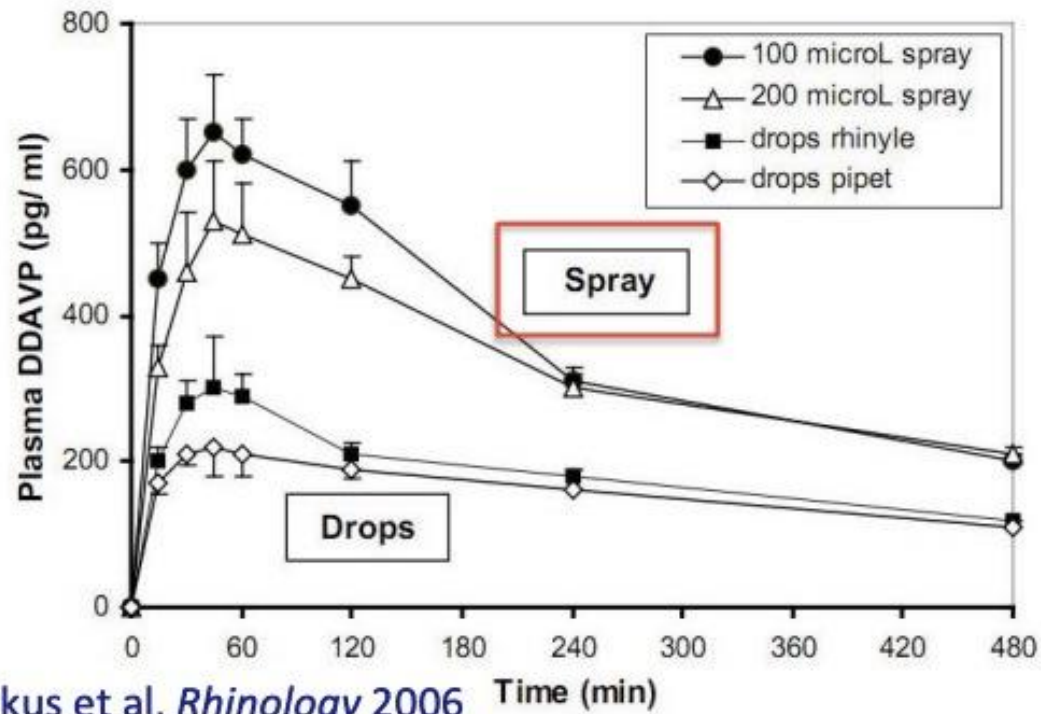 800
600
400
200
0
Plasma DDAVP (pg/ ml)
100 microL spray
200 microL spray
drops rhinyle
drops pipet
Spray
Drops
0 60 120 180 240 300 360 420 480
Time (min)
kus et al. Rhinology 2006